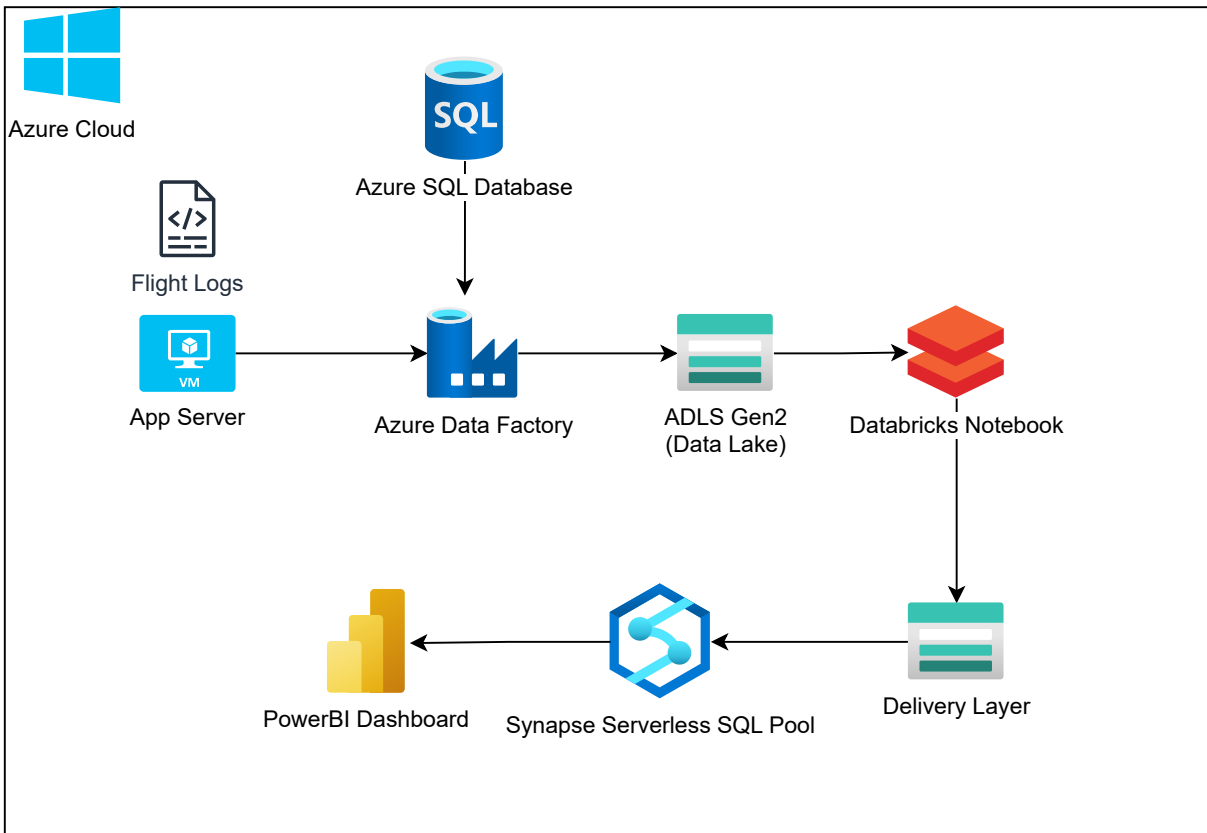 Azure Cloud
SQL
Azure SQL Database
</>
Flight Logs
VM
App Server
Azure Data Factory
ADLS Gen2
(Data Lake)
Databricks Notebook
PowerBI Dashboard
Synapse Serverless SQL Pool
Delivery Layer